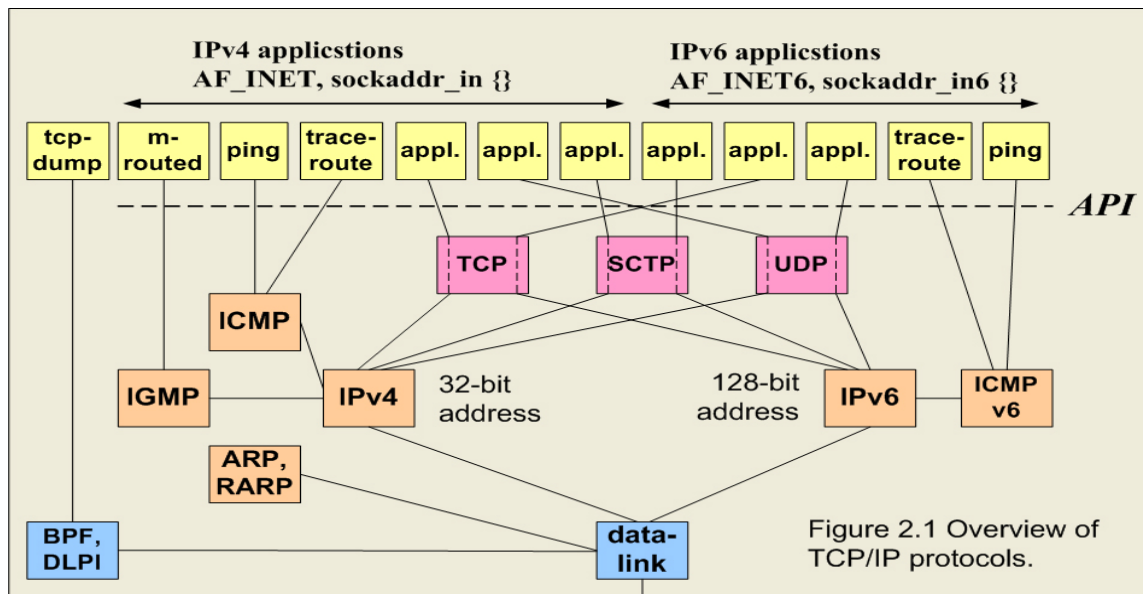 IPv4 applicstions
AF_INET, sockaddr_in {}
IPv6 applicstions
AF_INET6, sockaddr_in6 {}
tcp-
dump
m-
routed
ping
trace-
route
appl.
appl.
appl.
appl.
appl.
appl.
trace-
route
ping
API
TCP
SCTP
UDP
ICMP
IGMP
IPv4
32-bit
address
128-bit
address
IPv6
ICMP
v6
ARP,
RARP
BPF,
DLPI
data-
link
Figure 2.1 Overview of
TCP/IP protocols.